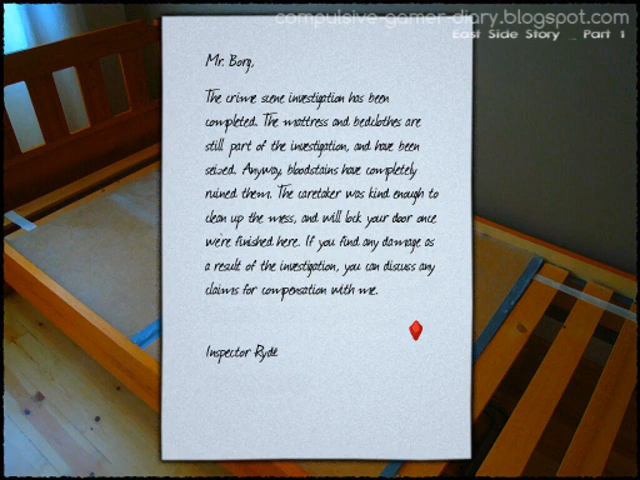 compulsive-gamer-diary.blogspot.com
East Side Story _ Part 1
Mr. Borg,
The crime scene investigation has been
completed. The mattress and bedclothes are
still part of the investigation, and have been
seized. Anyway, bloodstains have completely
ruined them. The caretaker was kind enough to
clean up the mess, and will lock your door once
we're finished here. If you find any damage as
a result of the investigation, you can discuss any
claims for compensation with me.
Inspector Rydé